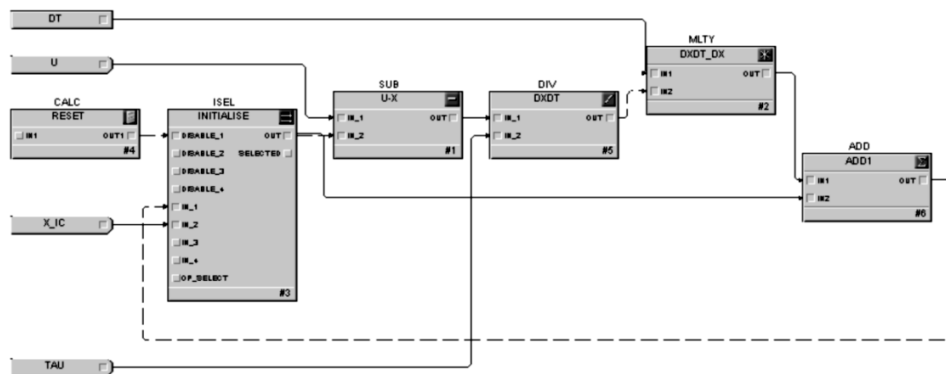 DT
U
CALC
RESET
IN1 OUT1
#4
X_IC
TAU
ISEL
INITIALISE
DISABLE_1 OUT
DISABLE_2 SELECTED
DISABLE_3
DISABLE_4
IN_1
IN_2
IN_3
IN_4
OP_SELECT
#3
SUB
U-X
IN_1 OUT
IN_2
#1
DIV
DXDT
IN_1 OUT
IN_2
#5
MLTY
DXDT_DX
IN1 OUT
IN2
#2
ADD
ADD1
IN1 OUT
IN2
#6